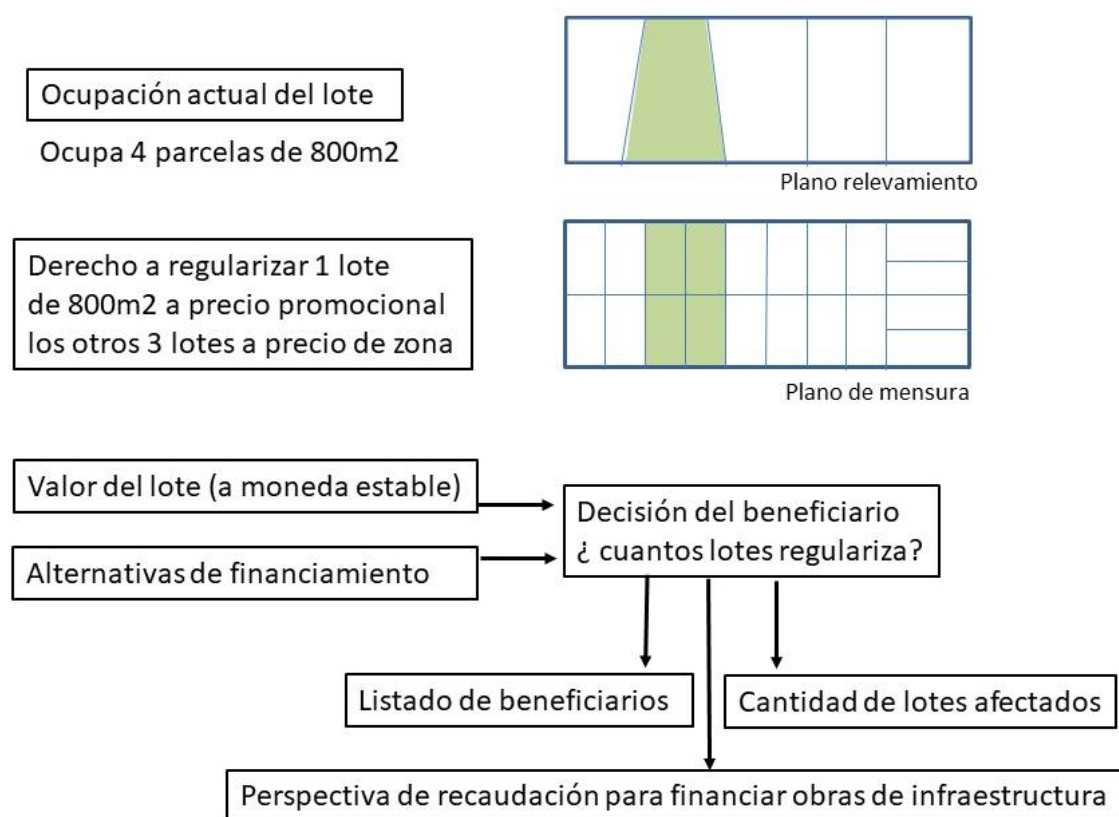 Ocupación actual del lote
Ocupa 4 parcelas de 800m2
Plano relevamiento
Derecho a regularizar 1 lote
de 800m2 a precio promocional
los otros 3 lotes a precio de zona
Plano de mensura
Valor del lote (a moneda estable)
Alternativas de financiamiento
Decisión del beneficiario
¿ cuantos lotes regulariza?
Listado de beneficiarios
Cantidad de lotes afectados
Perspectiva de recaudación para financiar obras de infraestructura